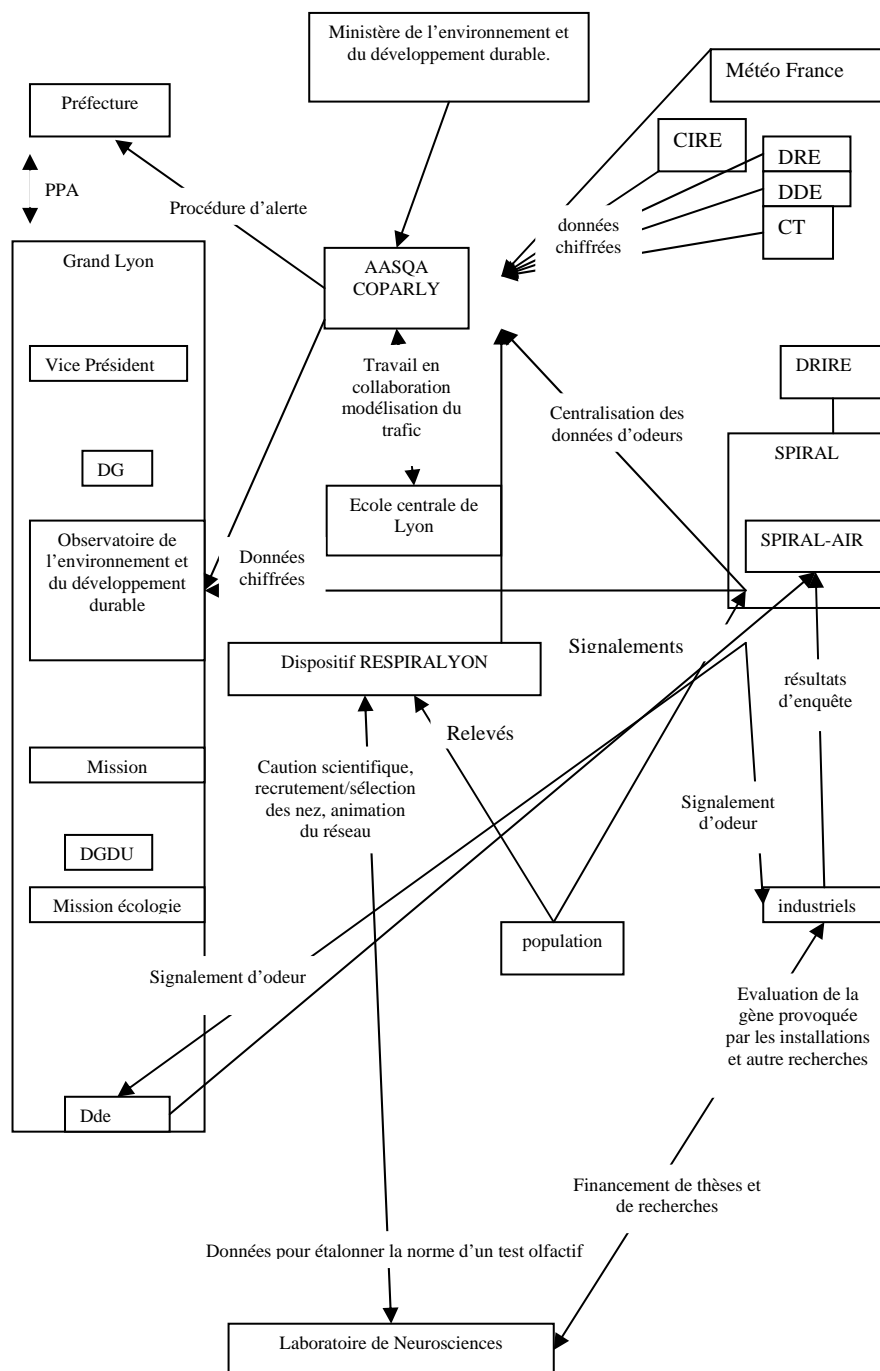 Ministère de l’environnement et
du développement durable.
Météo France
Préfecture
CIRE
DRE
DDE
CT
PPA
Procédure d’alerte
données
chiffrées
Grand Lyon
AASQA
COPARLY
Vice Président
Travail en
collaboration
modélisation du
trafic
DRIRE
Centralisation des
données d’odeurs
SPIRAL
DG
Ecole centrale de
Lyon
Observatoire de
l’environnement et
du développement
durable
Données
chiffrées
SPIRAL-AIR
Signalements
Dispositif RESPIRALYON
résultats
d’enquête
Relevés
Mission
Caution scientifique,
recrutement/sélection
des nez, animation
du réseau
Signalement
d’odeur
DGDU
Mission écologie
industriels
population
Signalement d’odeur
Evaluation de la
gène provoquée
par les installations
et autre recherches
Dde
Financement de thèses et
de recherches
Données pour étalonner la norme d’un test olfactif
Laboratoire de Neurosciences